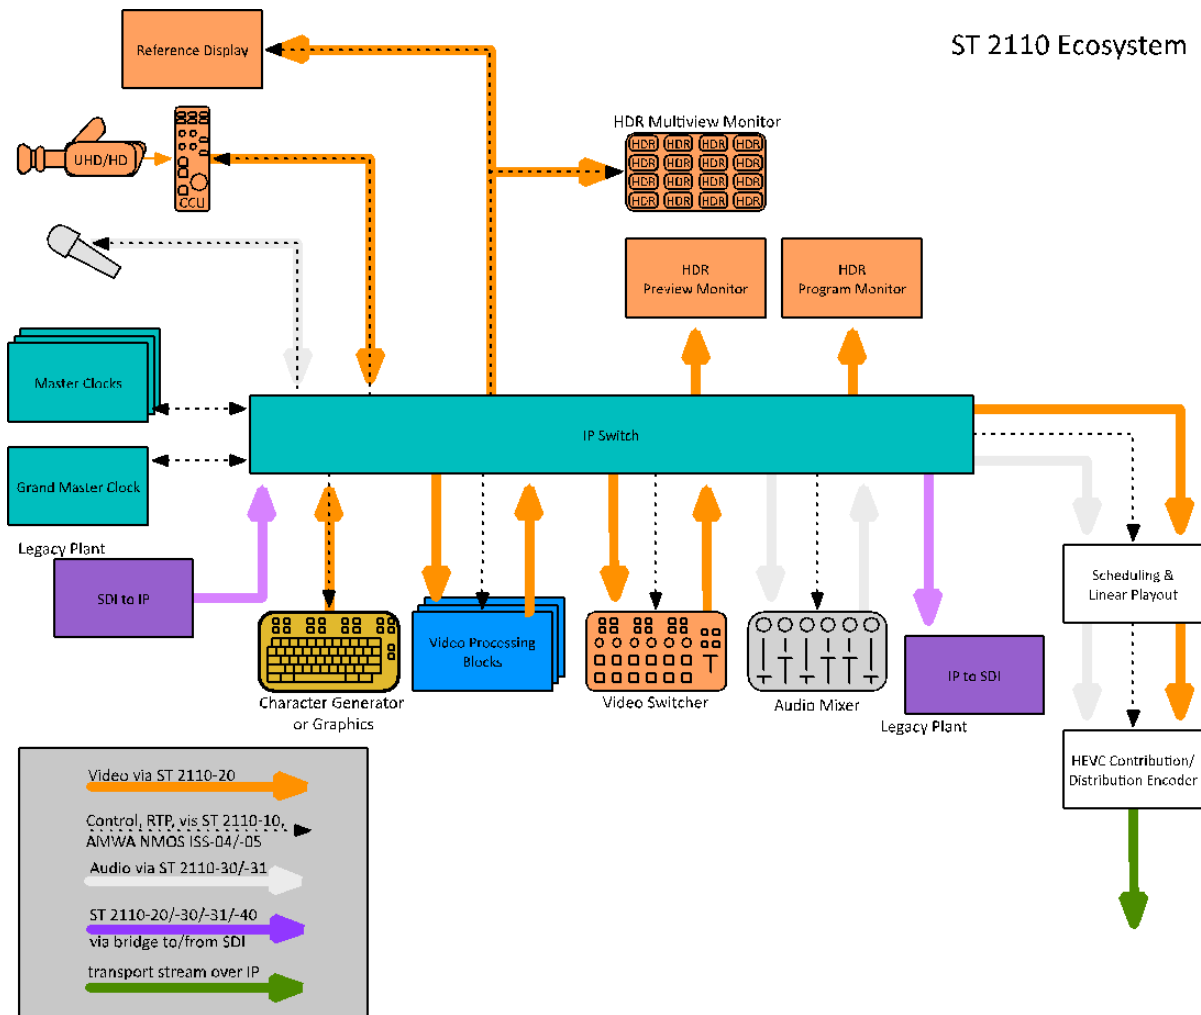 ST 2110 Ecosystem
Reference Display
HDR Multiview Monitor
HDR HDR HDR HDR
HDR HDR HDR HDR
HDR HDR HDR HDR
HDR HDR HDR HDR
UHD/HD
CCU
HDR
Preview Monitor
HDR
Program Monitor
Master Clocks
IP Switch
Grand Master Clock
Legacy Plant
SDI to IP
Scheduling &
Linear Playout
Video Processing
Blocks
Character Generator
or Graphics
Video Switcher
Audio Mixer
IP to SDI
Legacy Plant
HEVC Contribution/
Distribution Encoder
Video via ST 2110-20
Control, RTP, vis ST 2110-10,
AMWA NMOS ISS-04/-05
Audio via ST 2110-30/-31
ST 2110-20/-30/-31/-40
via bridge to/from SDI
transport stream over IP